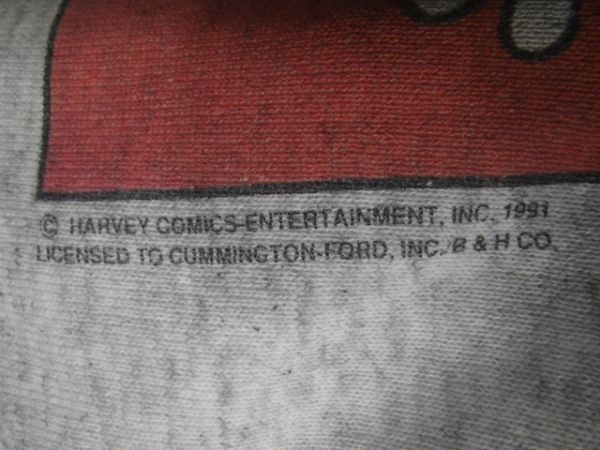 © HARVEY COMICS ENTERTAINMENT, INC. 1991
LICENSED TO CUMMINGTON-FORD, INC./B & H CO.